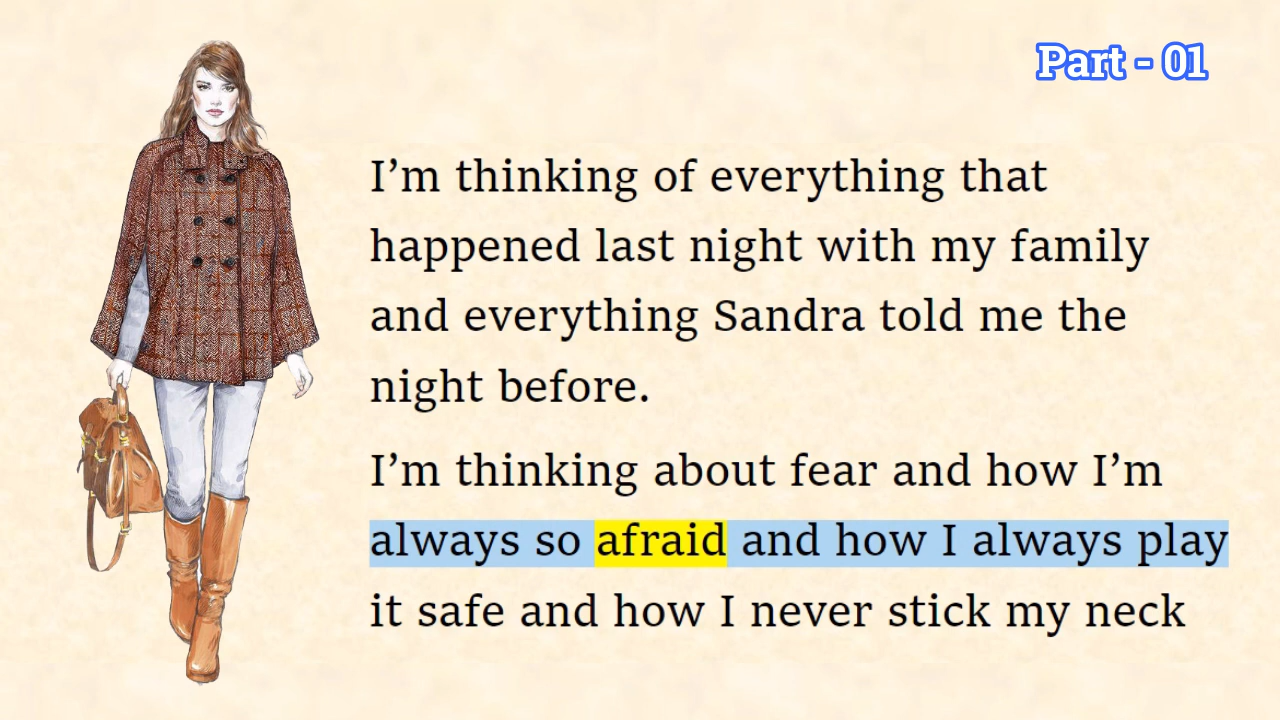 Part - 01
I’m thinking of everything that
happened last night with my family
and everything Sandra told me the
night before.
I’m thinking about fear and how I’m
always so afraid and how I always play
it safe and how I never stick my neck